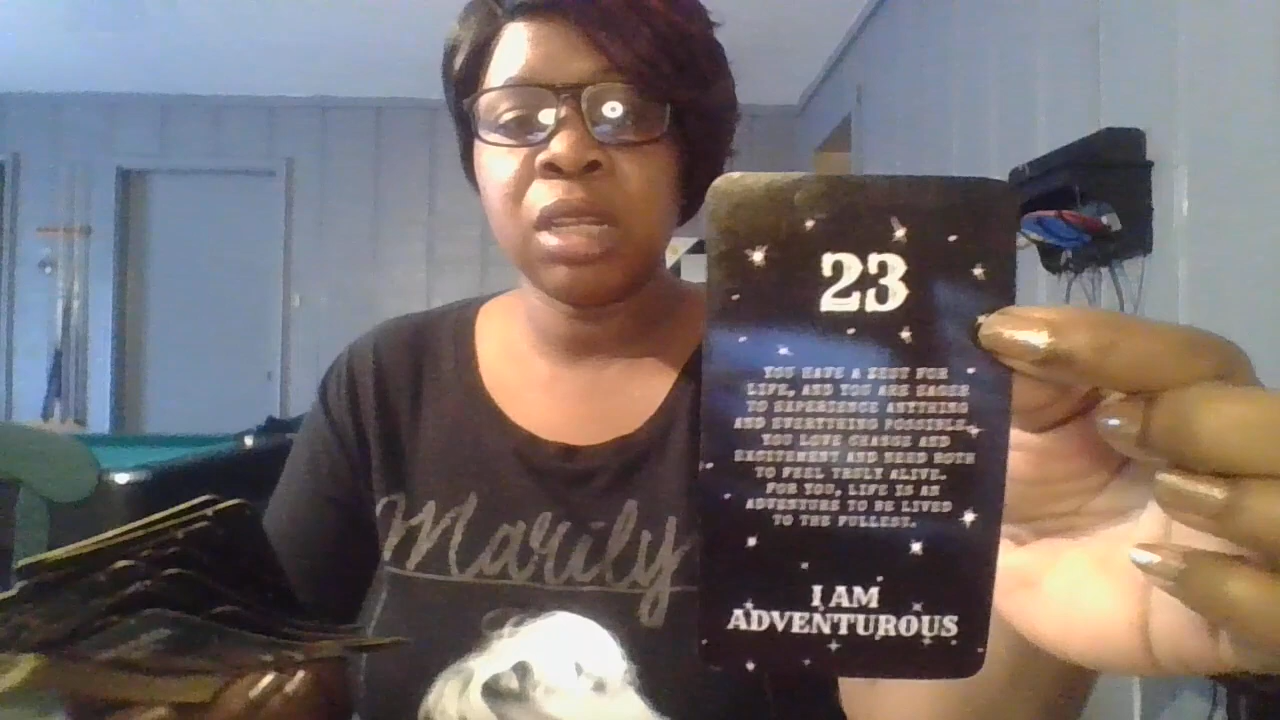 23
YOU HAVE A ZEST FOR
LIFE, AND YOU ARE EAGER
TO EXPERIENCE ANYTHING
AND EVERYTHING POSSIBLE.
YOU LOVE CHANGE AND
EXCITEMENT AND NEED BOTH
TO FEEL TRULY ALIVE.
FOR YOU, LIFE IS AN
ADVENTURE TO BE LIVED
TO THE FULLEST.
I AM
ADVENTUROUS
Marily